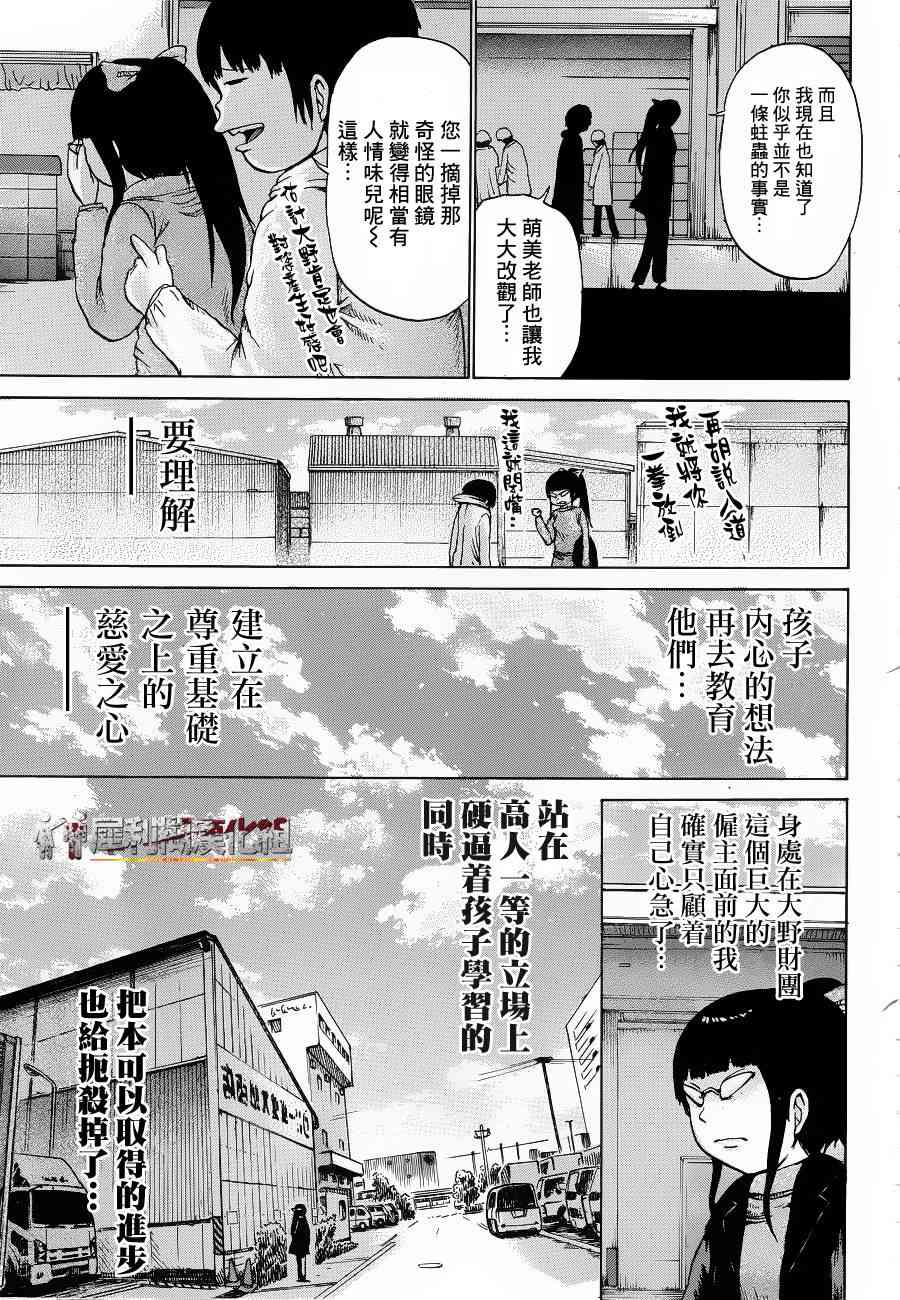 而且
我現在也知道了
你似乎並不是
一條蛀蟲的事實…
萌美老師也讓我
大大改觀了…
您一摘掉那
奇怪的眼鏡
就變得相當有
人情味兒呢～
這樣…
估計大野肯定也會
對您產生好感吧
再胡說八道
我就將你
一拳放倒
我這就閉嘴…
要理解
孩子
內心的想法
再去教育
他們…
建立在
尊重基礎
之上的
慈愛之心
身處在大野財團
這個巨大的
僱主面前的我
確實只顧着
自己心急了…
站在
高人一等的立場上
硬逼着孩子學習的
同時
把本可以取得的進步
也給扼殺掉了…